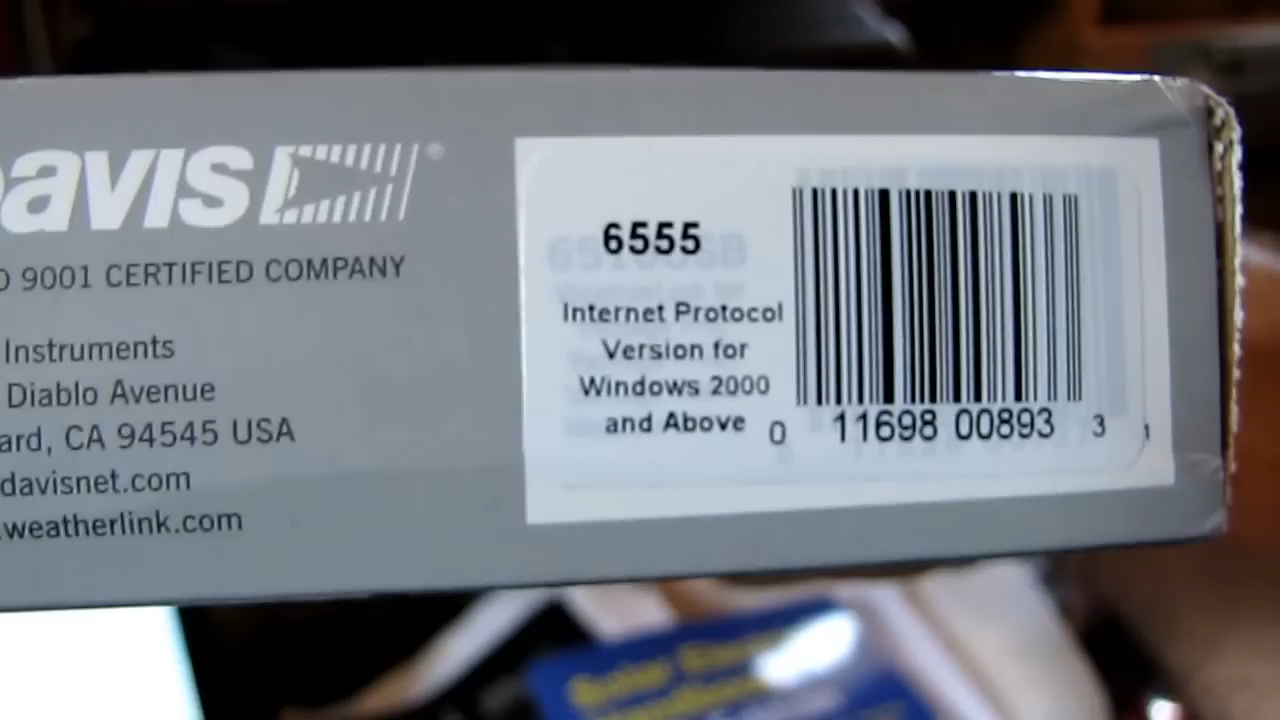 DAVIS
9001 CERTIFIED COMPANY
Instruments
Diablo Avenue
ard, CA 94545 USA
davisnet.com
.weatherlink.com
6555
Internet Protocol
Version for
Windows 2000
and Above
0 11698 00893 3 1